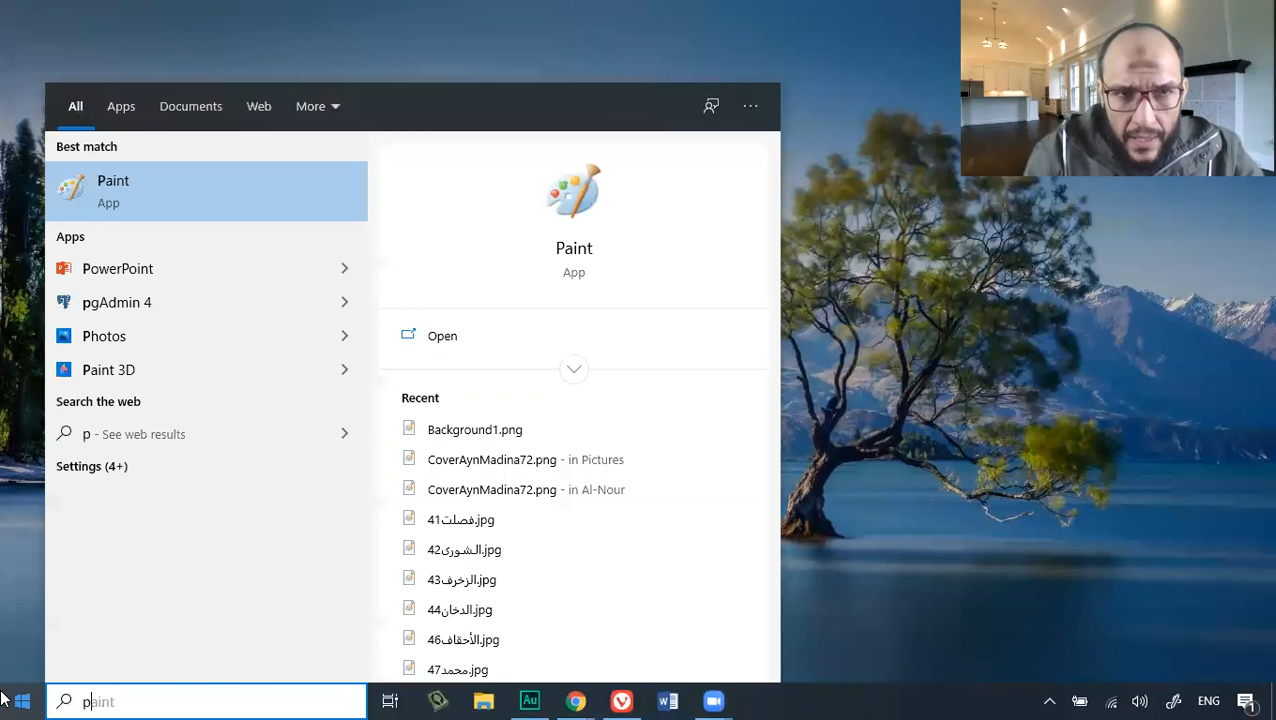 All Apps Documents Web More
Best match
Paint
App
Apps
PowerPoint
pgAdmin 4
Photos
Paint 3D
Search the web
p - See web results
Settings (4+)
Paint
App
Open
Recent
Background1.png
CoverAynMadina72.png - in Pictures
CoverAynMadina72.png - in Al-Nour
41فصلت.jpg
42الشورى.jpg
43الزخرف.jpg
44الدخان.jpg
46الأحقاف.jpg
47محمد.jpg
paint
Au
ENG
1